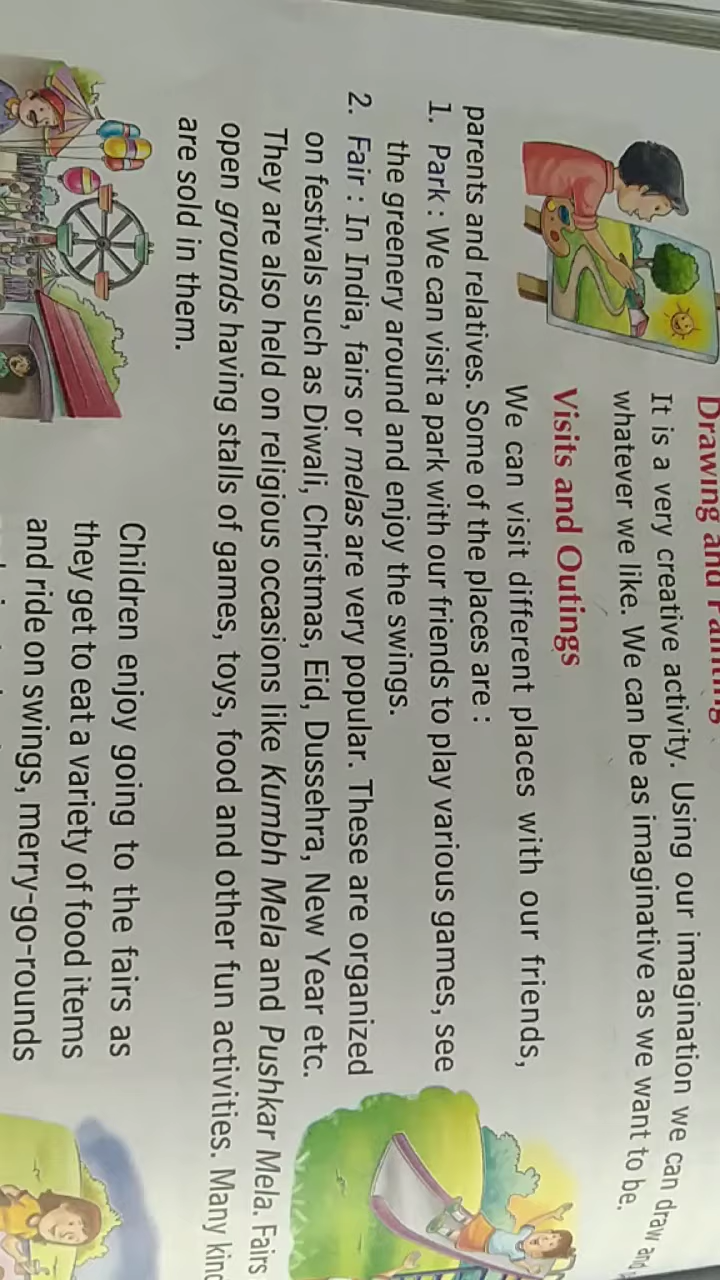 Drawing and Painting
It is a very creative activity. Using our imagination we can draw and
whatever we like. We can be as imaginative as we want to be.
Visits and Outings
We can visit different places with our friends,
parents and relatives. Some of the places are :
1. Park : We can visit a park with our friends to play various games, see
the greenery around and enjoy the swings.
2. Fair : In India, fairs or melas are very popular. These are organized
on festivals such as Diwali, Christmas, Eid, Dussehra, New Year etc.
They are also held on religious occasions like Kumbh Mela and Pushkar Mela. Fairs
open grounds having stalls of games, toys, food and other fun activities. Many
are sold in them.
Children enjoy going to the fairs as
they get to eat a variety of food items
and ride on swings, merry-go-rounds